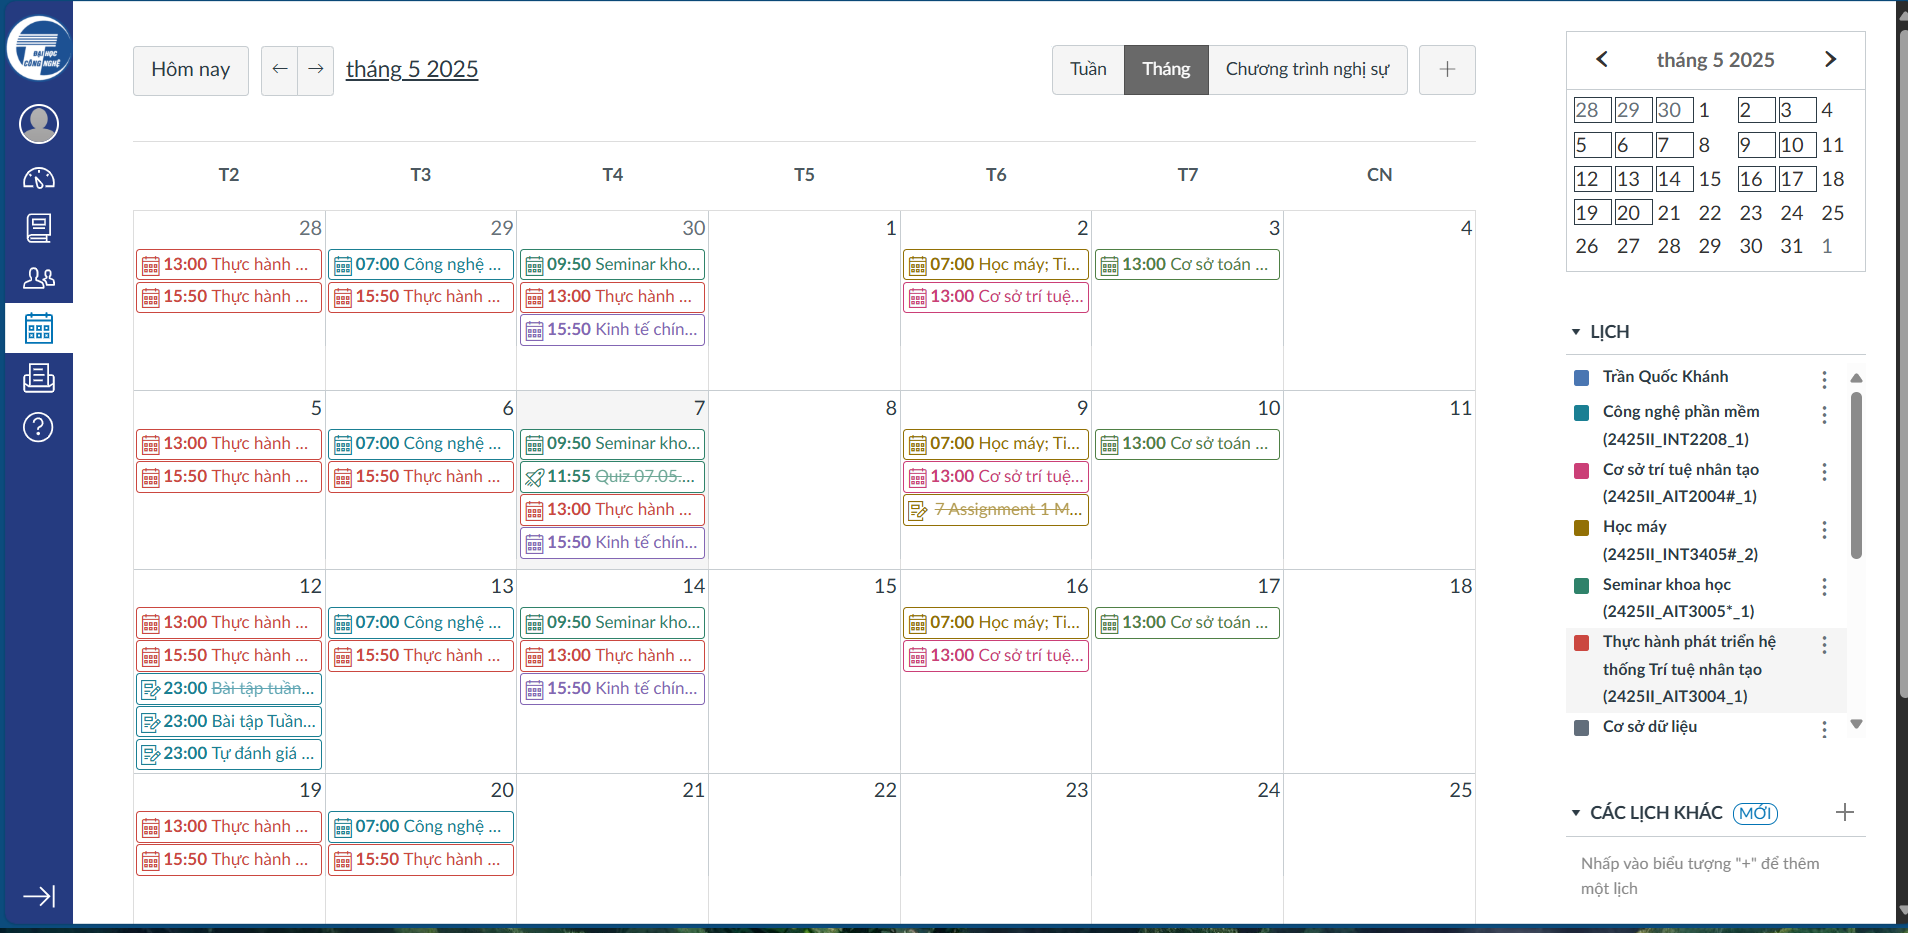 ĐẠI HỌC
CÔNG NGHỆ
Hôm nay
tháng 5 2025
Tuần
Tháng
Chương trình nghị sự
T2
T3
T4
T5
T6
T7
CN
28
29
30
1
2
3
4
13:00 Thực hành ...
07:00 Công nghệ ...
09:50 Seminar kho...
07:00 Học máy; Ti...
13:00 Cơ sở toán ...
15:50 Thực hành ...
15:50 Thực hành ...
13:00 Thực hành ...
13:00 Cơ sở trí tuệ...
15:50 Kinh tế chín...
5
6
7
8
9
10
11
13:00 Thực hành ...
07:00 Công nghệ ...
09:50 Seminar kho...
07:00 Học máy; Ti...
13:00 Cơ sở toán ...
15:50 Thực hành ...
15:50 Thực hành ...
11:55 Quiz 07.05....
13:00 Cơ sở trí tuệ...
13:00 Thực hành ...
7 Assignment 1 M...
15:50 Kinh tế chín...
12
13
14
15
16
17
18
13:00 Thực hành ...
07:00 Công nghệ ...
09:50 Seminar kho...
07:00 Học máy; Ti...
13:00 Cơ sở toán ...
15:50 Thực hành ...
15:50 Thực hành ...
13:00 Thực hành ...
13:00 Cơ sở trí tuệ...
23:00 Bài tập tuần...
15:50 Kinh tế chín...
23:00 Bài tập Tuần...
23:00 Tự đánh giá ...
19
20
21
22
23
24
25
13:00 Thực hành ...
07:00 Công nghệ ...
15:50 Thực hành ...
15:50 Thực hành ...
tháng 5 2025
28 29 30 1 2 3 4
5 6 7 8 9 10 11
12 13 14 15 16 17 18
19 20 21 22 23 24 25
26 27 28 29 30 31 1
LỊCH
Trần Quốc Khánh
Công nghệ phần mềm
(2425II_INT2208_1)
Cơ sở trí tuệ nhân tạo
(2425II_AIT2004#_1)
Học máy
(2425II_INT3405#_2)
Seminar khoa học
(2425II_AIT3005*_1)
Thực hành phát triển hệ
thống Trí tuệ nhân tạo
(2425II_AIT3004_1)
Cơ sở dữ liệu
CÁC LỊCH KHÁC MỚI
Nhấp vào biểu tượng "+" để thêm
một lịch